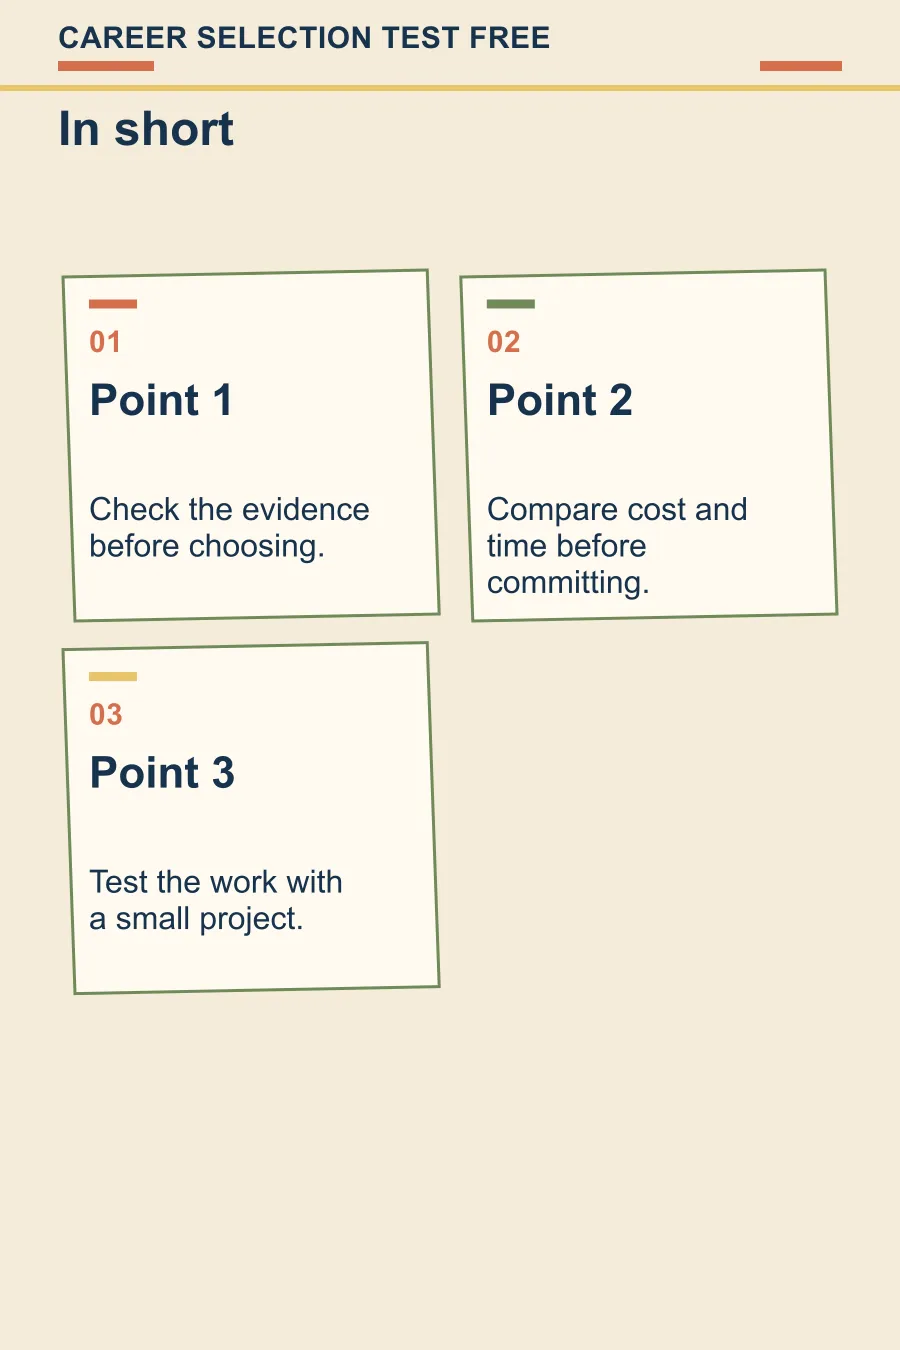 CAREER SELECTION TEST FREE
In short
01
Point 1
Check the evidence
before choosing.
02
Point 2
Compare cost and
time before
committing.
03
Point 3
Test the work with
a small project.